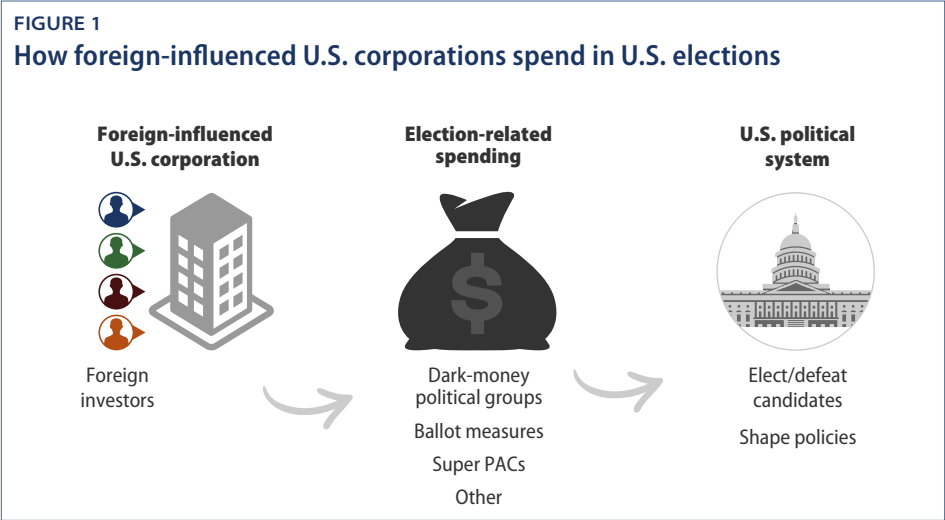 FIGURE 1
How foreign-influenced U.S. corporations spend in U.S. elections
Foreign-influenced
U.S. corporation
Foreign
investors
Election-related
spending
$
Dark-money
political groups
Ballot measures
Super PACs
Other
U.S. political
system
Elect/defeat
candidates
Shape policies